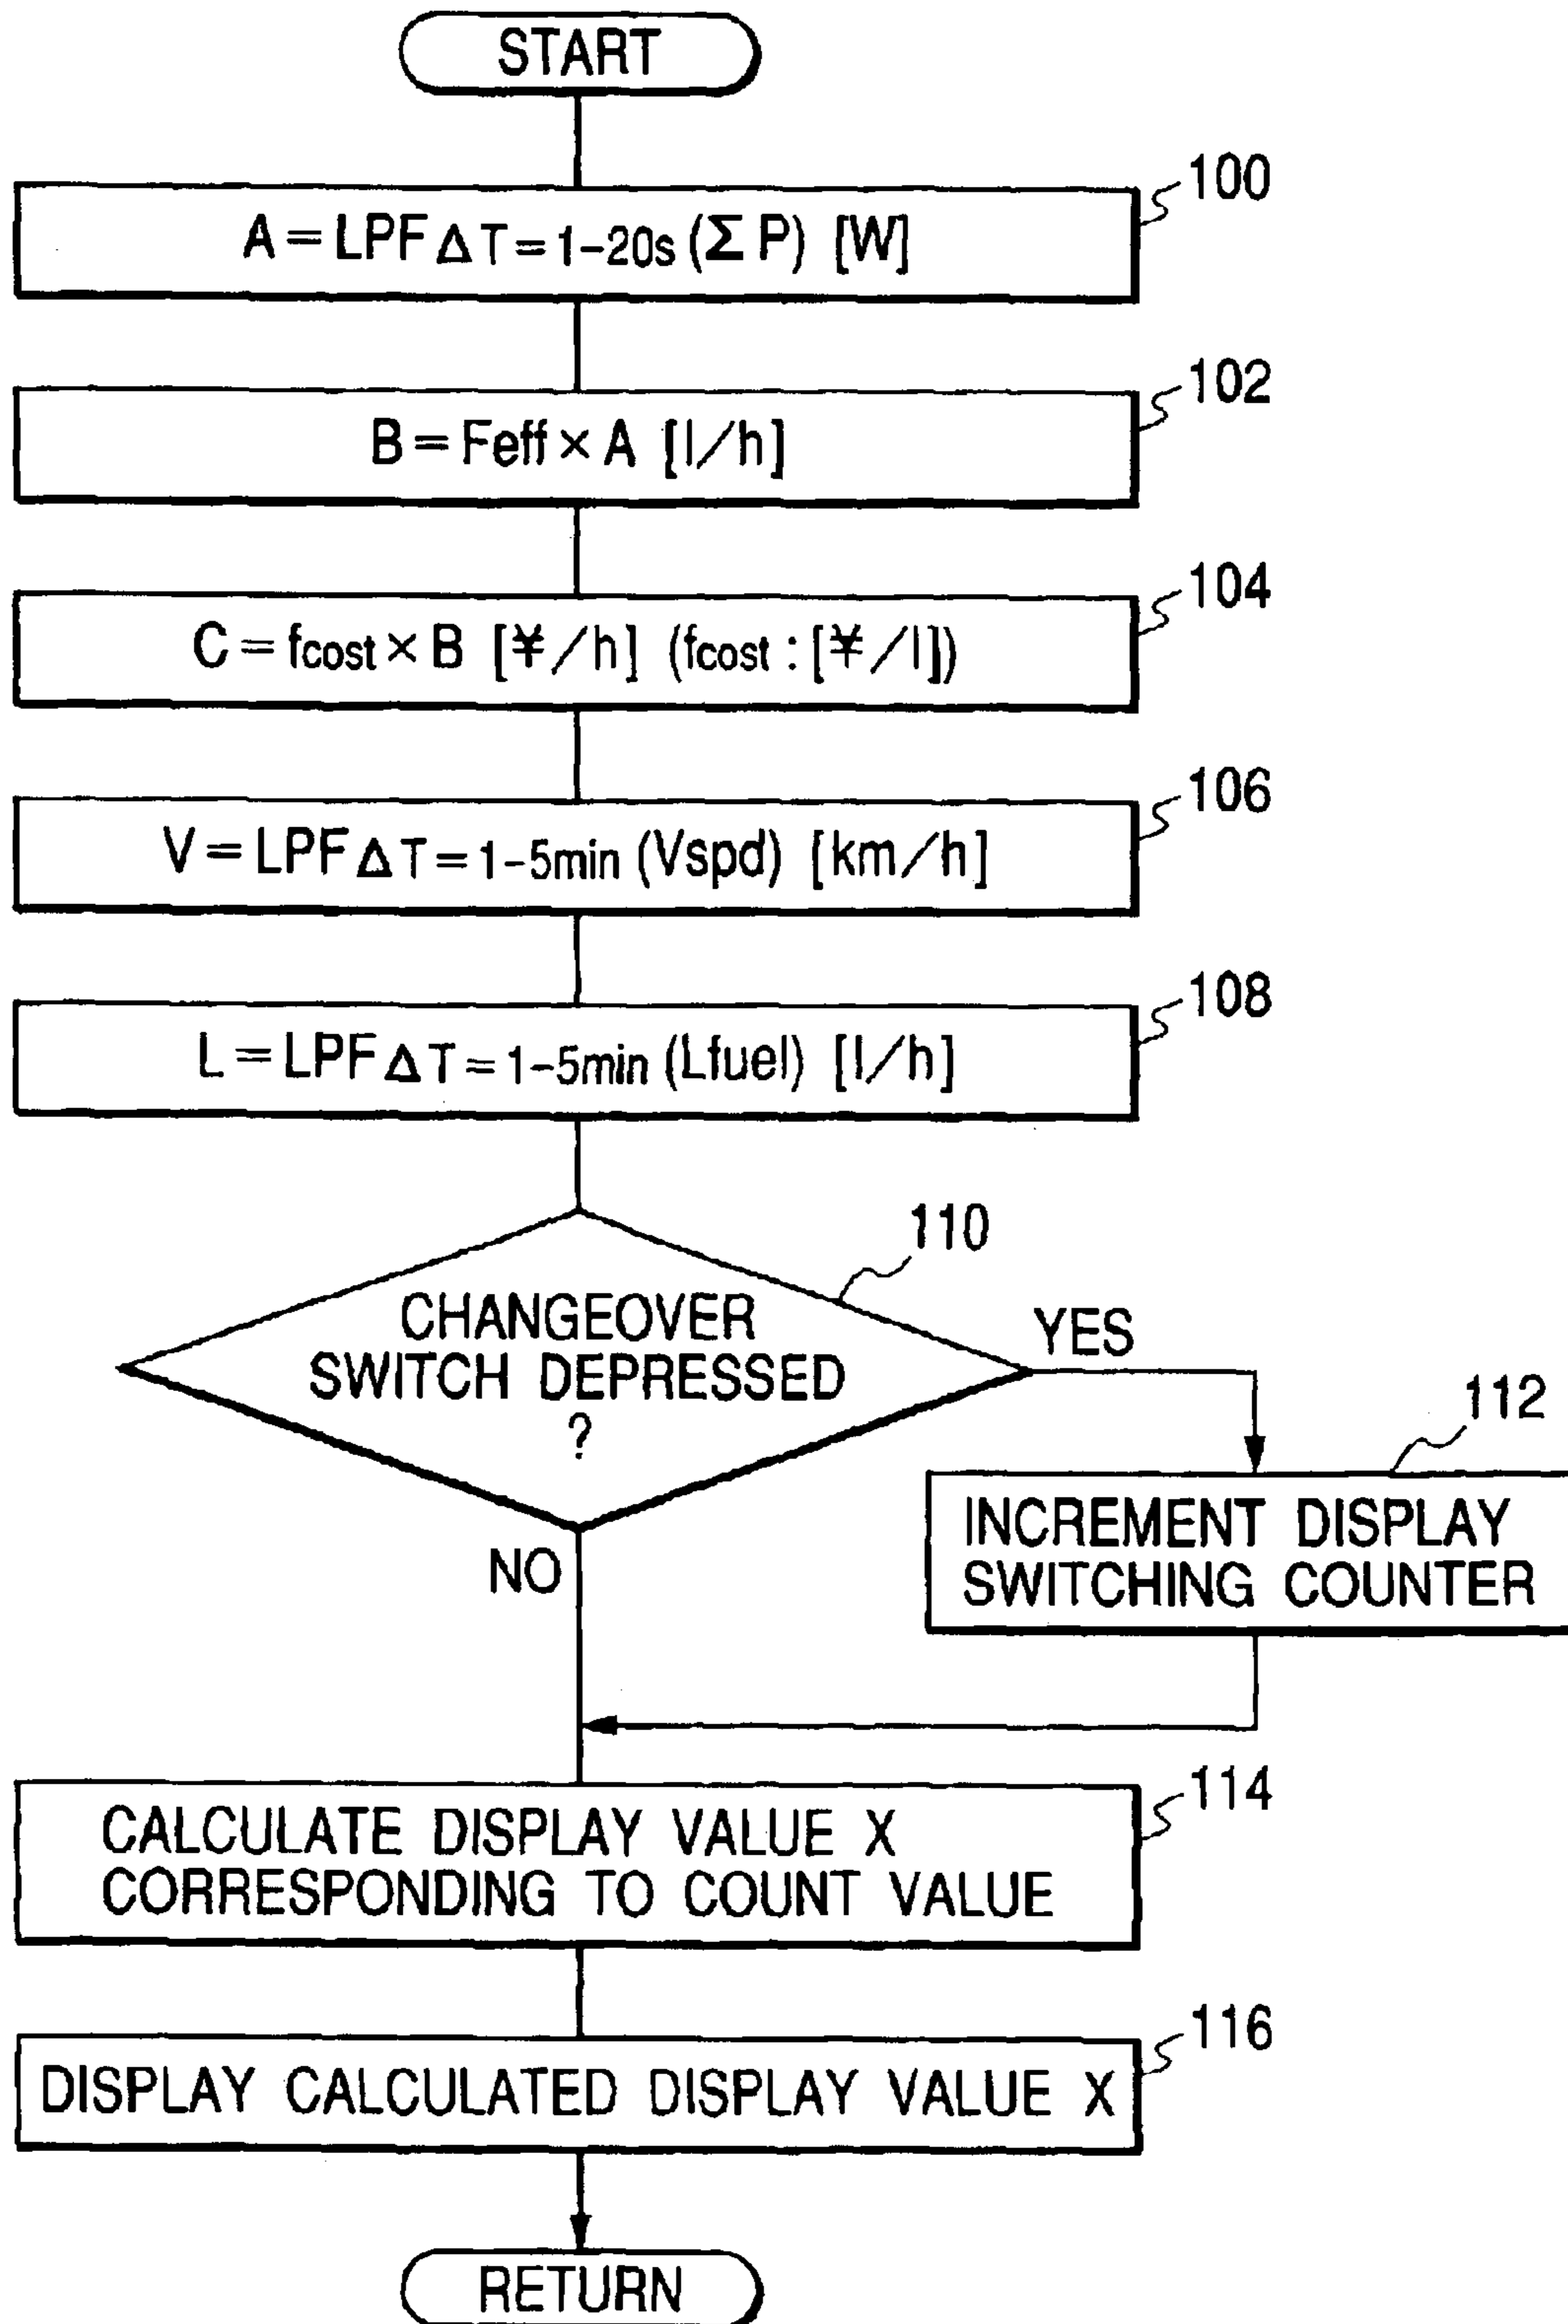 START
100
A = LPF ΔT = 1-20s (Σ P) [W]
102
B = Feff × A [l/h]
104
C = fcost × B [¥/h] (fcost : [¥/l])
106
V = LPF ΔT = 1-5min (Vspd) [km/h]
108
L = LPF ΔT = 1-5min (Lfuel) [l/h]
110
CHANGEOVER
SWITCH DEPRESSED
?
YES
112
INCREMENT DISPLAY
SWITCHING COUNTER
NO
114
CALCULATE DISPLAY VALUE X
CORRESPONDING TO COUNT VALUE
116
DISPLAY CALCULATED DISPLAY VALUE X
RETURN